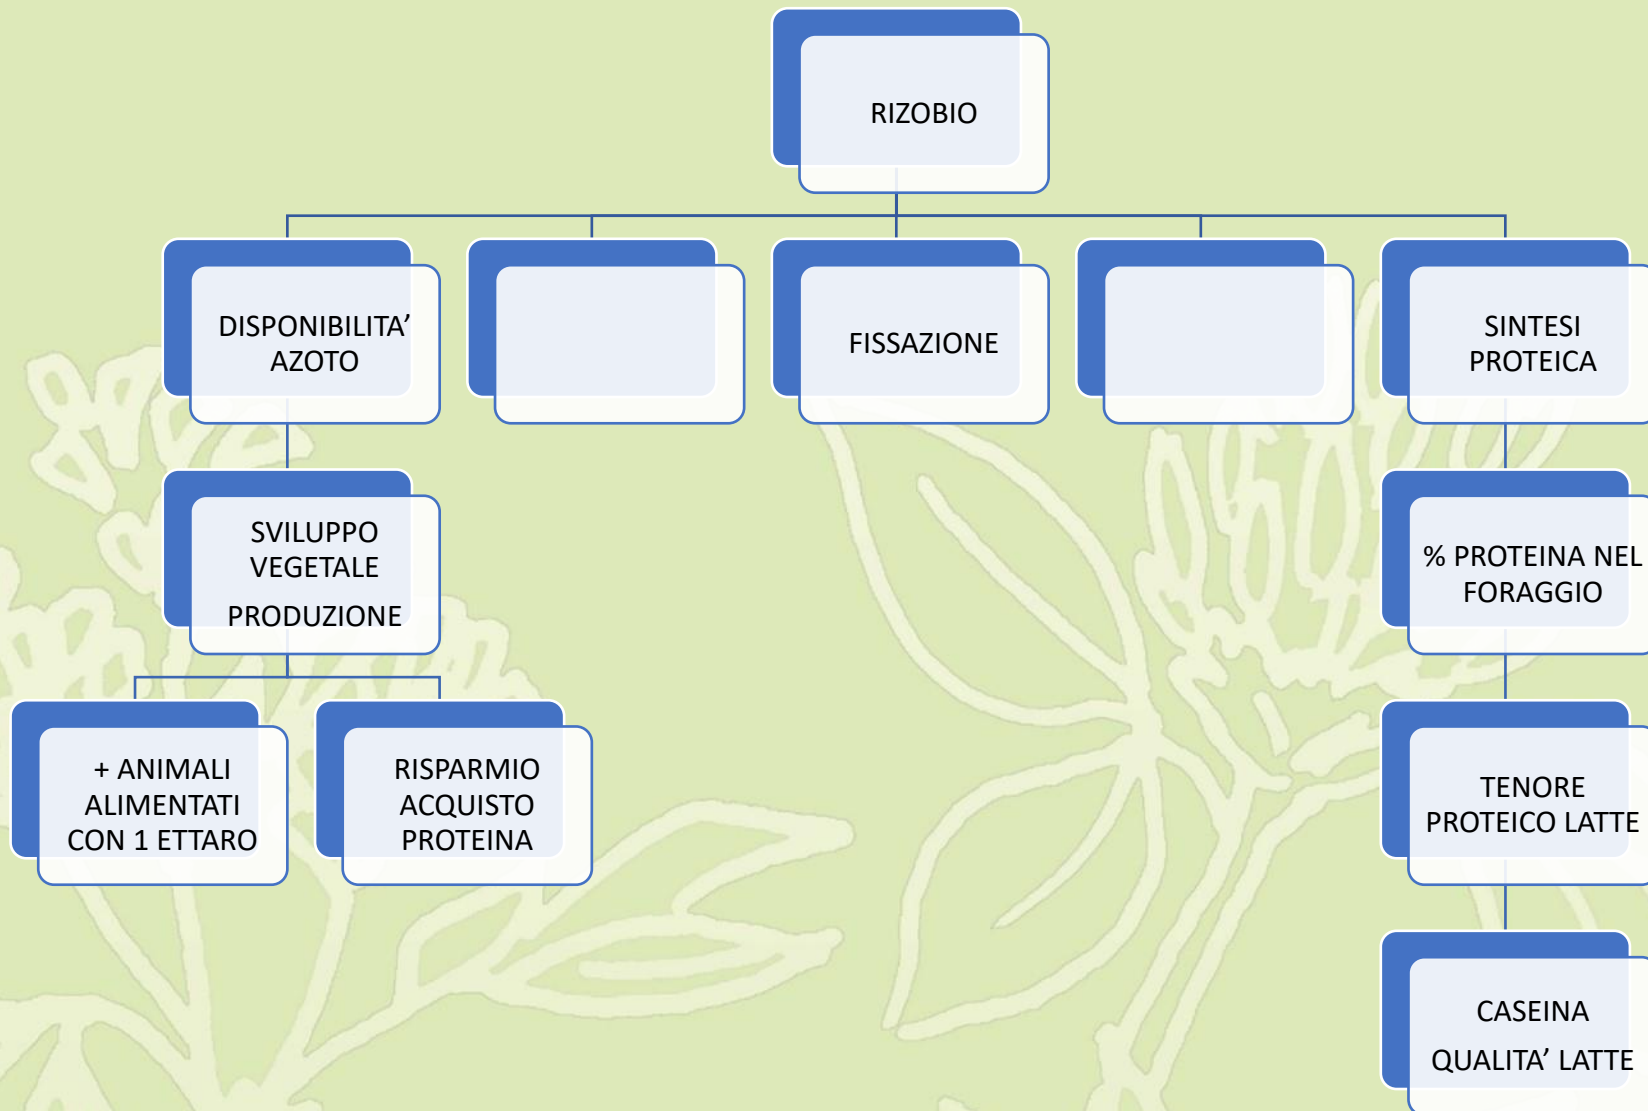 RIZOBIO
DISPONIBILITA’
AZOTO
FISSAZIONE
SINTESI
PROTEICA
SVILUPPO
VEGETALE
PRODUZIONE
% PROTEINA NEL
FORAGGIO
+ ANIMALI
ALIMENTATI
CON 1 ETTARO
RISPARMIO
ACQUISTO
PROTEINA
TENORE
PROTEICO LATTE
CASEINA
QUALITA’ LATTE